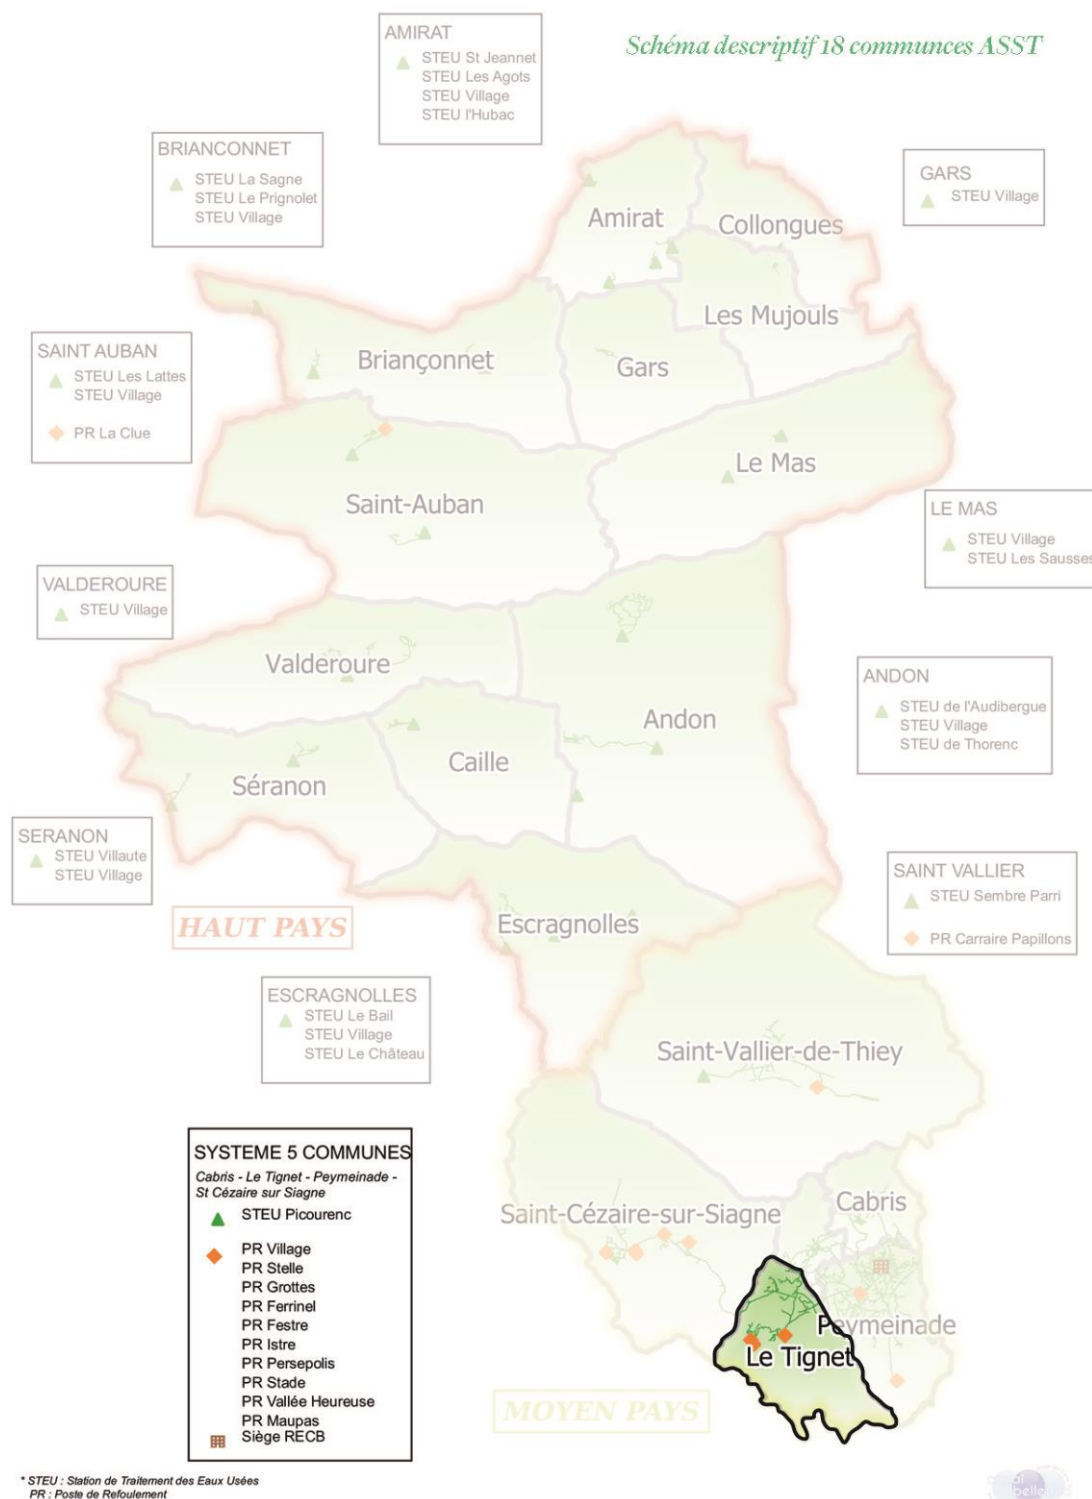 Schéma descriptif 18 communces ASST
AMIRAT
STEU St Jeannet
STEU Les Agots
STEU Village
STEU l'Hubac
BRIANCONNET
STEU La Sagne
STEU Le Prignolet
STEU Village
GARS
STEU Village
Amirat
Collongues
Les Mujouls
Briançonnet
Gars
SAINT AUBAN
STEU Les Lattes
STEU Village
PR La Clue
Le Mas
Saint-Auban
LE MAS
STEU Village
STEU Les Sausses
VALDEROURE
STEU Village
Valderoure
ANDON
STEU de l'Audibergue
STEU Village
STEU de Thorenc
Andon
Caille
Séranon
SERANON
STEU Villaute
STEU Village
SAINT VALLIER
STEU Sembre Parri
PR Carraire Papillons
HAUT PAYS
Escragnolles
ESCRAGNOLLES
STEU Le Bail
STEU Village
STEU Le Château
Saint-Vallier-de-Thiey
SYSTEME 5 COMMUNES
Cabris - Le Tignet - Peymeinade -
St Cézaire sur Siagne
STEU Picourenc
PR Village
PR Stelle
PR Grottes
PR Ferrinel
PR Festre
PR Istre
PR Persepolis
PR Stade
PR Vallée Heureuse
PR Maupas
Siège RECB
Cabris
Saint-Cézaire-sur-Siagne
Peymeinade
Le Tignet
MOYEN PAYS
* STEU : Station de Traitement des Eaux Usées
PR : Poste de Refoulement